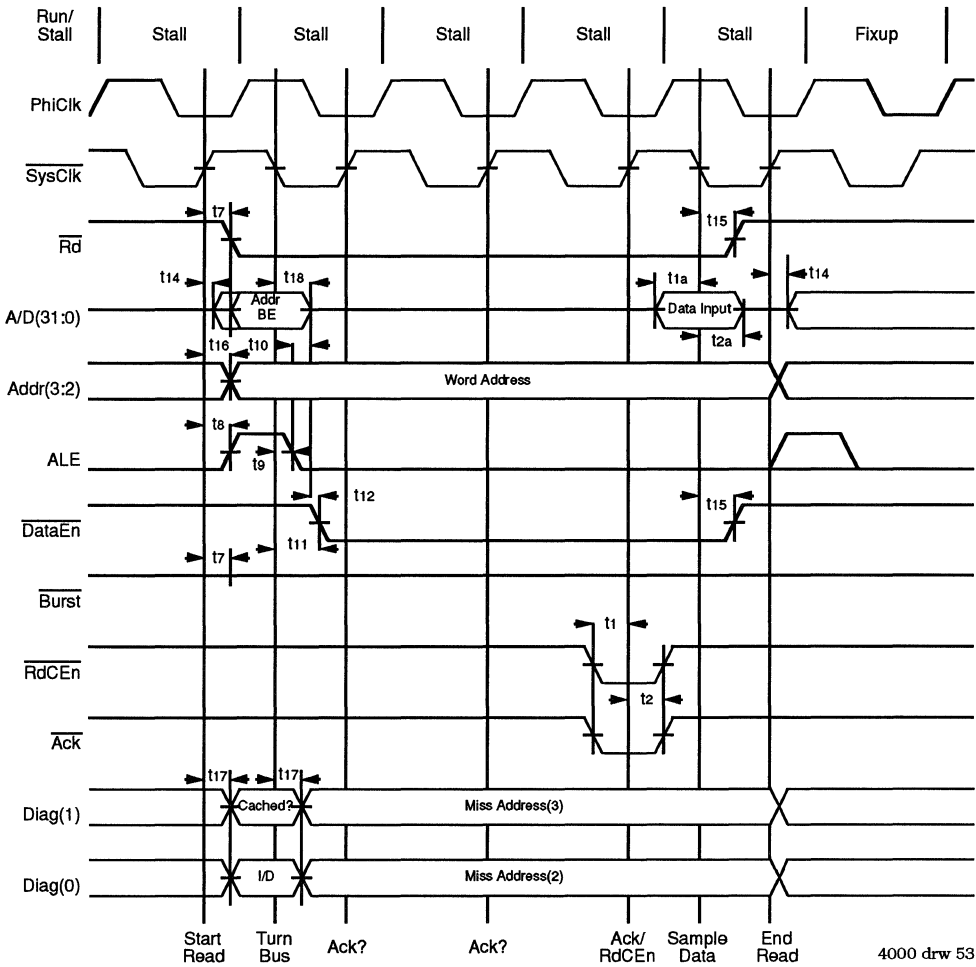 Run/
Stall
Stall
Stall
Stall
Stall
Stall
Fixup
PhiClk
SysClk
t7
t15
Rd
t14
t18
t1a
t14
Addr
BE
Data Input
A/D(31:0)
t2a
t16
t10
Word Address
Addr(3:2)
t8
ALE
t9
t12
t15
DataEn
t11
t7
Burst
t1
RdCEn
t2
Ack
t17
t17
Cached?
Miss Address(3)
Diag(1)
I/D
Miss Address(2)
Diag(0)
Start
Read
Turn
Bus
Ack?
Ack?
Ack/
RdCEn
Sample
Data
End
Read
4000 drw 53